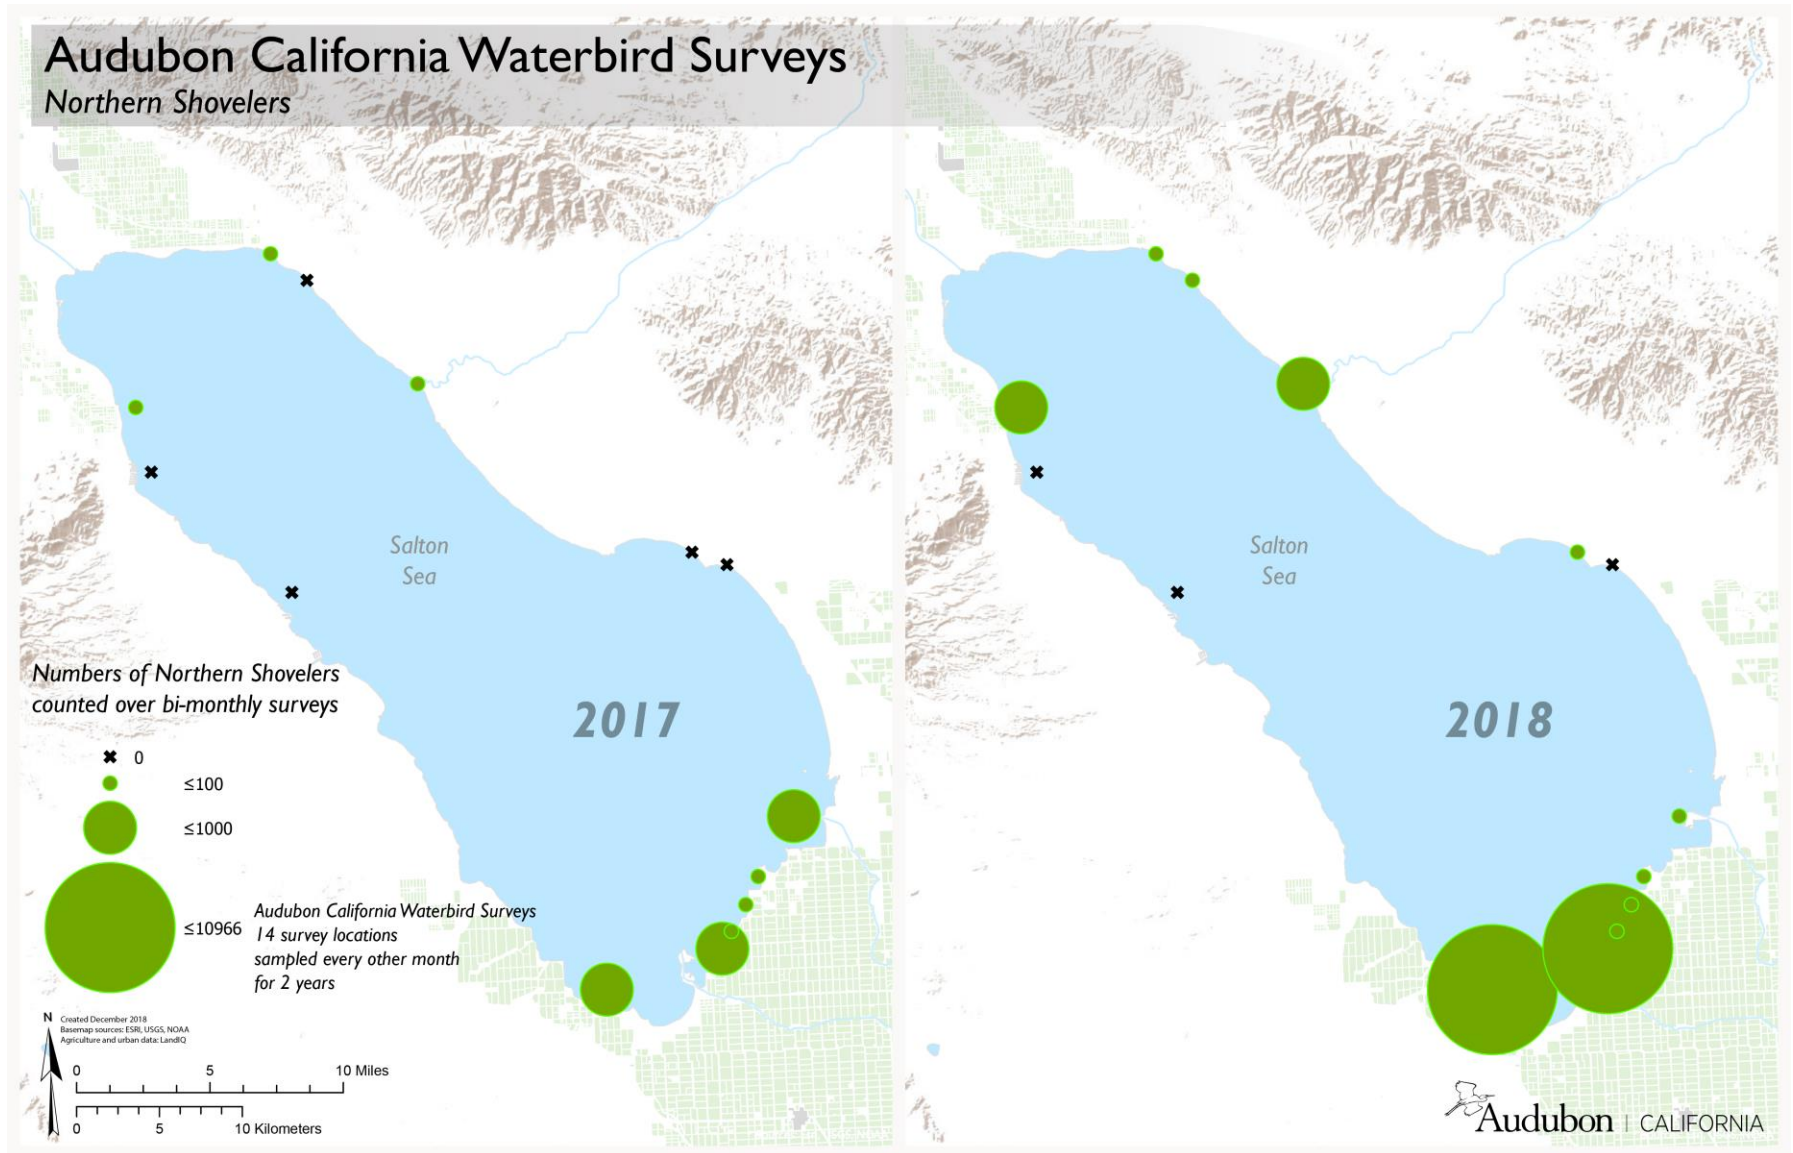 Audubon California Waterbird Surveys
Northern Shovelers
Salton
Sea
2017
Numbers of Northern Shovelers
counted over bi-monthly surveys
0
≤100
≤1000
≤10966
Audubon California Waterbird Surveys
14 survey locations
sampled every other month
for 2 years
N
Created December 2018
Basemap sources: ESRI, USGS, NOAA
Agriculture and urban data: LandIQ
0 5 10 Miles
0 5 10 Kilometers
Salton
Sea
2018
Audubon | CALIFORNIA